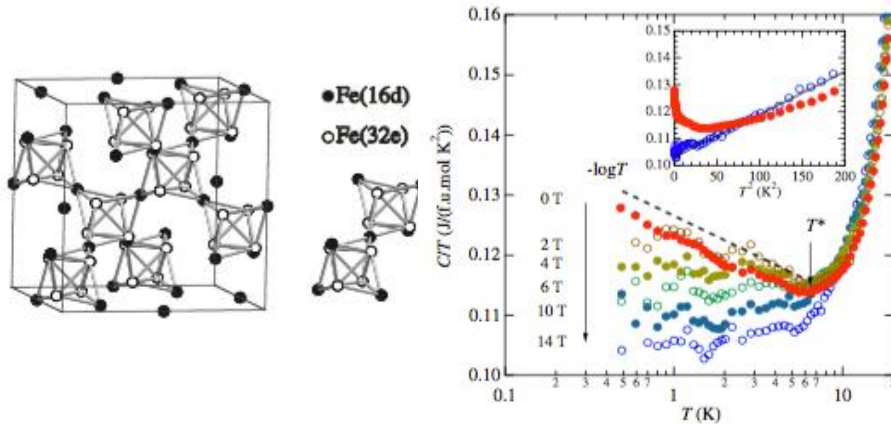 Fe(16d)
Fe(32e)
C/T (J/(f.u.mol K²))
0.16
0.15
0.14
0.13
0.12
0.11
0.10
-logT
0 T
2 T
4 T
6 T
10 T
14 T
T*
0.15
0.14
0.13
0.12
0.11
0.10
0 50 100 150 200
T² (K²)
2 3 4 5 6 7 2 3 4 5 6 7
0.1 1 10
T (K)